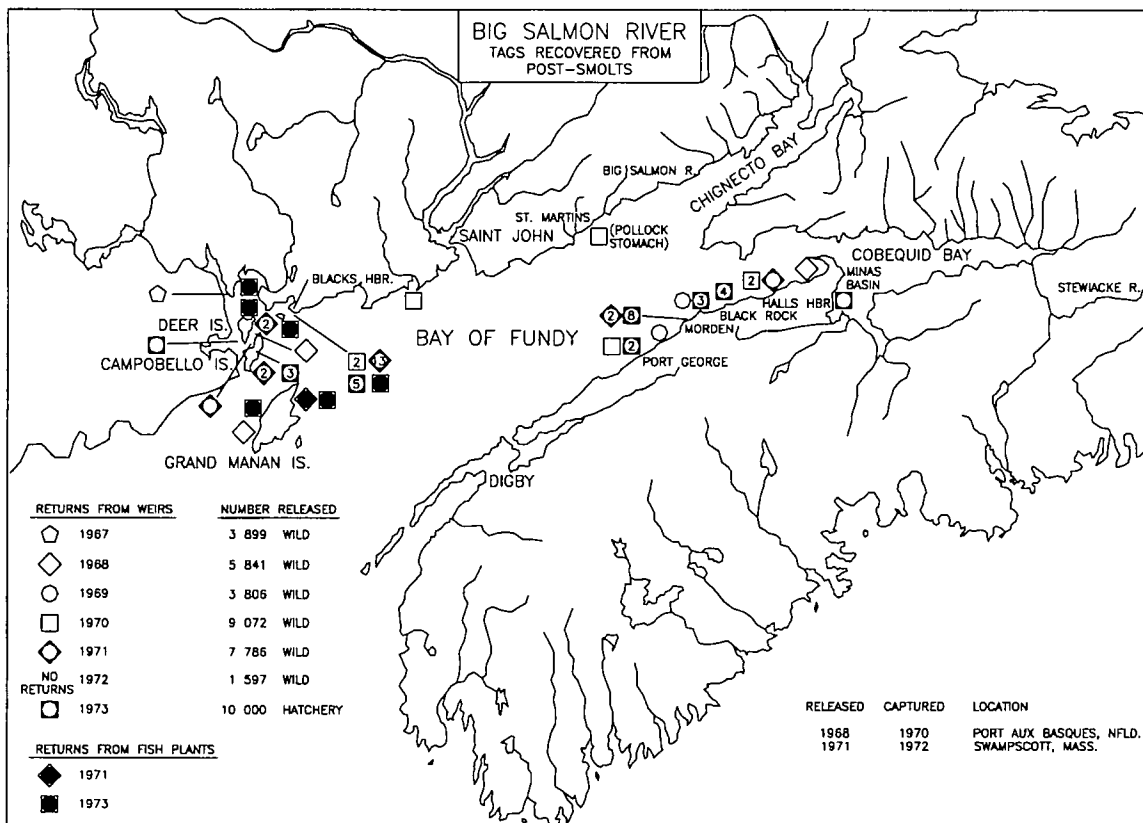 BIG SALMON RIVER
TAGS RECOVERED FROM
POST-SMOLTS
BIG SALMON R.
CHIGNECTO BAY
ST. MARTINS
SAINT JOHN
(POLLOCK
STOMACH)
COBEQUID BAY
BLACKS HBR.
MINAS
BASIN
STEWIACKE R.
2
HALLS HBR
4
3
BLACK ROCK
DEER IS.
2
2 8
MORDEN
BAY OF FUNDY
2
PORT GEORGE
CAMPOBELLO IS.
2 13
2 3
5
GRAND MANAN IS.
DIGBY
RETURNS FROM WEIRS NUMBER RELEASED
1967 3 899 WILD
1968 5 841 WILD
1969 3 806 WILD
1970 9 072 WILD
1971 7 786 WILD
NO
RETURNS 1972 1 597 WILD
1973 10 000 HATCHERY
RETURNS FROM FISH PLANTS
1971
1973
RELEASED CAPTURED LOCATION
1968 1970 PORT AUX BASQUES, NFLD.
1971 1972 SWAMPSCOTT, MASS.